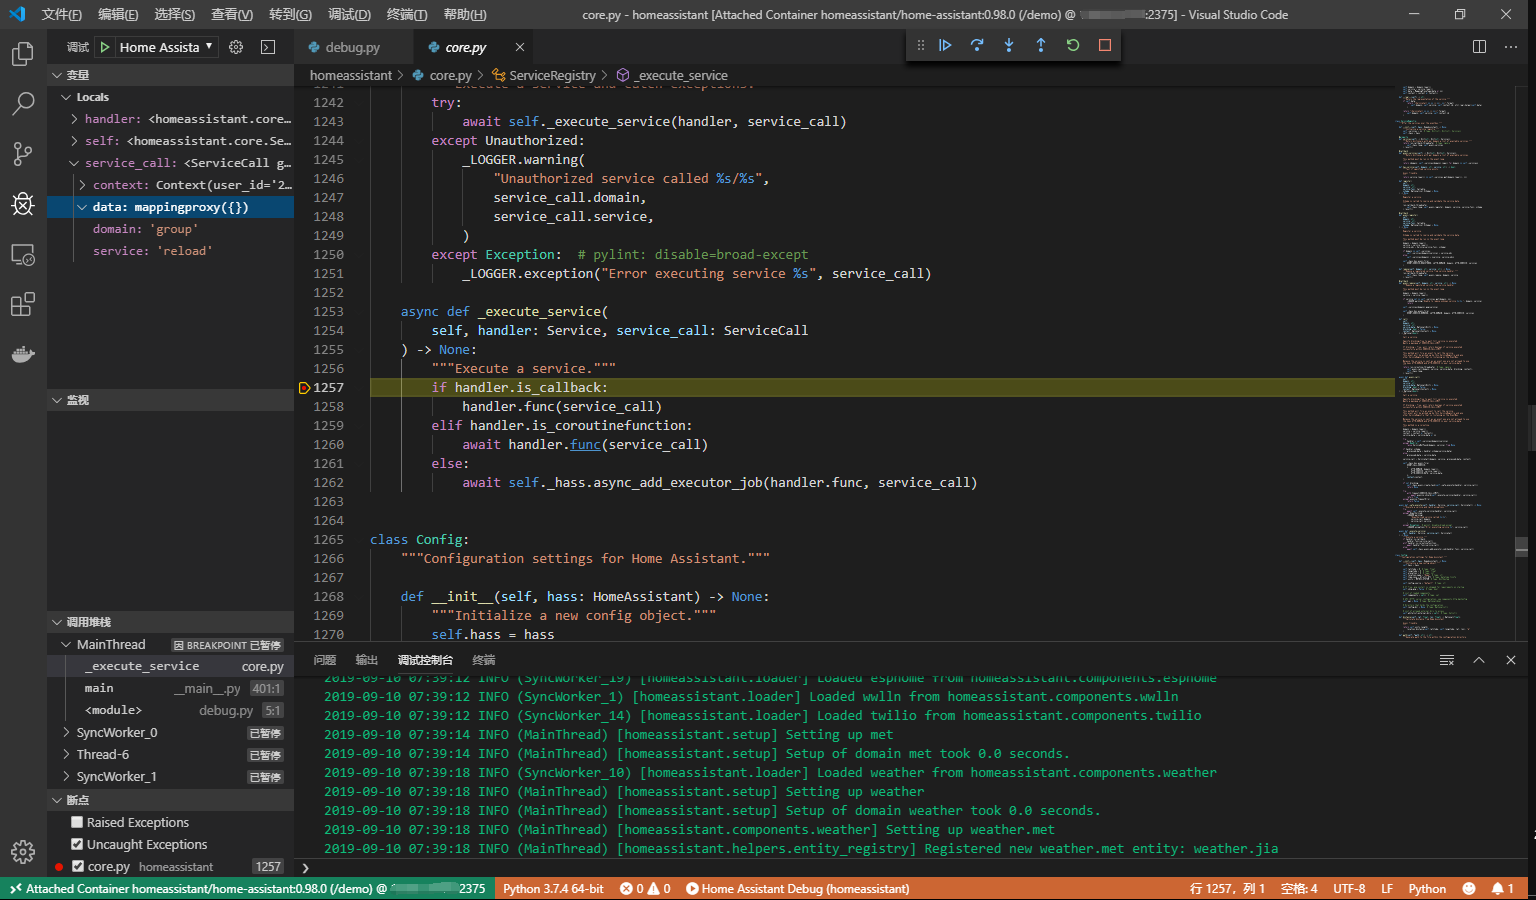 文件(F) 编辑(E) 选择(S) 查看(V) 转到(G) 调试(D) 终端(T) 帮助(H)
core.py - homeassistant [Attached Container homeassistant/home-assistant:0.98.0 (/demo) @ :2375] - Visual Studio Code
调试 Home Assista
debug.py
core.py
homeassistant > core.py > ServiceRegistry > _execute_service
变量
Locals
handler: <homeassistant.core…
self: <homeassistant.core.Se…
service_call: <ServiceCall g…
context: Context(user_id='2…
data: mappingproxy({})
domain: 'group'
service: 'reload'
监视
调用堆栈
MainThread 因 BREAKPOINT 已暂停
_execute_service core.py
main __main__.py 401:1
<module> debug.py 5:1
SyncWorker_0 已暂停
Thread-6 已暂停
SyncWorker_1 已暂停
断点
Raised Exceptions
Uncaught Exceptions
core.py homeassistant 1257
1242 try:
1243 await self._execute_service(handler, service_call)
1244 except Unauthorized:
1245 _LOGGER.warning(
1246 "Unauthorized service called %s/%s",
1247 service_call.domain,
1248 service_call.service,
1249 )
1250 except Exception:  # pylint: disable=broad-except
1251 _LOGGER.exception("Error executing service %s", service_call)
1252
1253 async def _execute_service(
1254 self, handler: Service, service_call: ServiceCall
1255 ) -> None:
1256 """Execute a service."""
1257 if handler.is_callback:
1258 handler.func(service_call)
1259 elif handler.is_coroutinefunction:
1260 await handler.func(service_call)
1261 else:
1262 await self._hass.async_add_executor_job(handler.func, service_call)
1263
1264
1265 class Config:
1266 """Configuration settings for Home Assistant."""
1267
1268 def __init__(self, hass: HomeAssistant) -> None:
1269 """Initialize a new config object."""
1270 self.hass = hass
问题 输出 调试控制台 终端
2019-09-10 07:39:12 INFO (SyncWorker_19) [homeassistant.loader] Loaded esphome from homeassistant.components.esphome
2019-09-10 07:39:12 INFO (SyncWorker_1) [homeassistant.loader] Loaded wwlln from homeassistant.components.wwlln
2019-09-10 07:39:12 INFO (SyncWorker_14) [homeassistant.loader] Loaded twilio from homeassistant.components.twilio
2019-09-10 07:39:14 INFO (MainThread) [homeassistant.setup] Setting up met
2019-09-10 07:39:14 INFO (MainThread) [homeassistant.setup] Setup of domain met took 0.0 seconds.
2019-09-10 07:39:18 INFO (SyncWorker_10) [homeassistant.loader] Loaded weather from homeassistant.components.weather
2019-09-10 07:39:18 INFO (MainThread) [homeassistant.setup] Setting up weather
2019-09-10 07:39:18 INFO (MainThread) [homeassistant.setup] Setup of domain weather took 0.0 seconds.
2019-09-10 07:39:18 INFO (MainThread) [homeassistant.components.weather] Setting up weather.met
2019-09-10 07:39:18 INFO (MainThread) [homeassistant.helpers.entity_registry] Registered new weather.met entity: weather.jia
Attached Container homeassistant/home-assistant:0.98.0 (/demo) @ 2375 Python 3.7.4 64-bit 0 0 Home Assistant Debug (homeassistant) 行 1257，列 1 空格: 4 UTF-8 LF Python 1